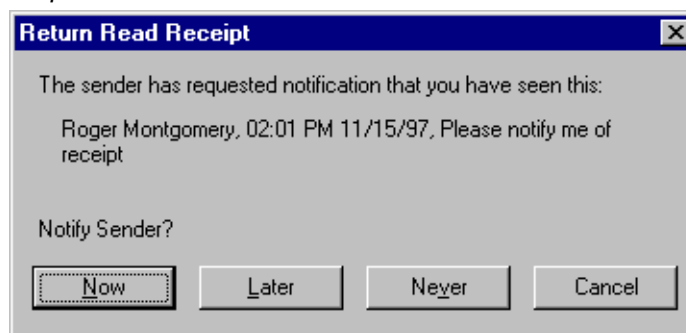 Return Read Receipt
The sender has requested notification that you have seen this:
Roger Montgomery, 02:01 PM 11/15/97, Please notify me of
receipt
Notify Sender?
Now Later Never Cancel